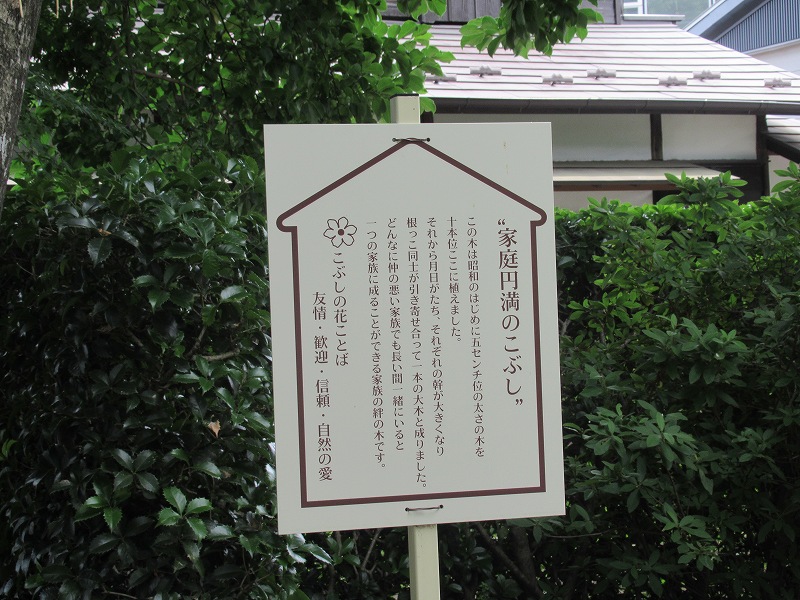 “家庭円満のこぶし”
この木は昭和のはじめに五センチ位の太さの木を
十本位ここに植えました。
それから月日がたち、それぞれの幹が大きくなり
根っこ同士が引き寄せ合って一本の大木と成りました。
どんなに仲の悪い家族でも長い間一緒にいると
一つの家族に成ることができる家族の絆の木です。
こぶしの花ことば
友情・歓迎・信頼・自然の愛